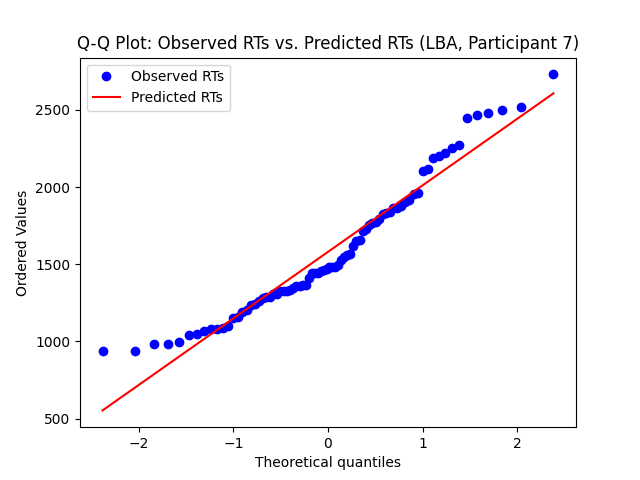 Q-Q Plot: Observed RTs vs. Predicted RTs (LBA, Participant 7)
Observed RTs
Predicted RTs
2500
2000
1500
1000
500
Ordered Values
−2
−1
0
1
2
Theoretical quantiles